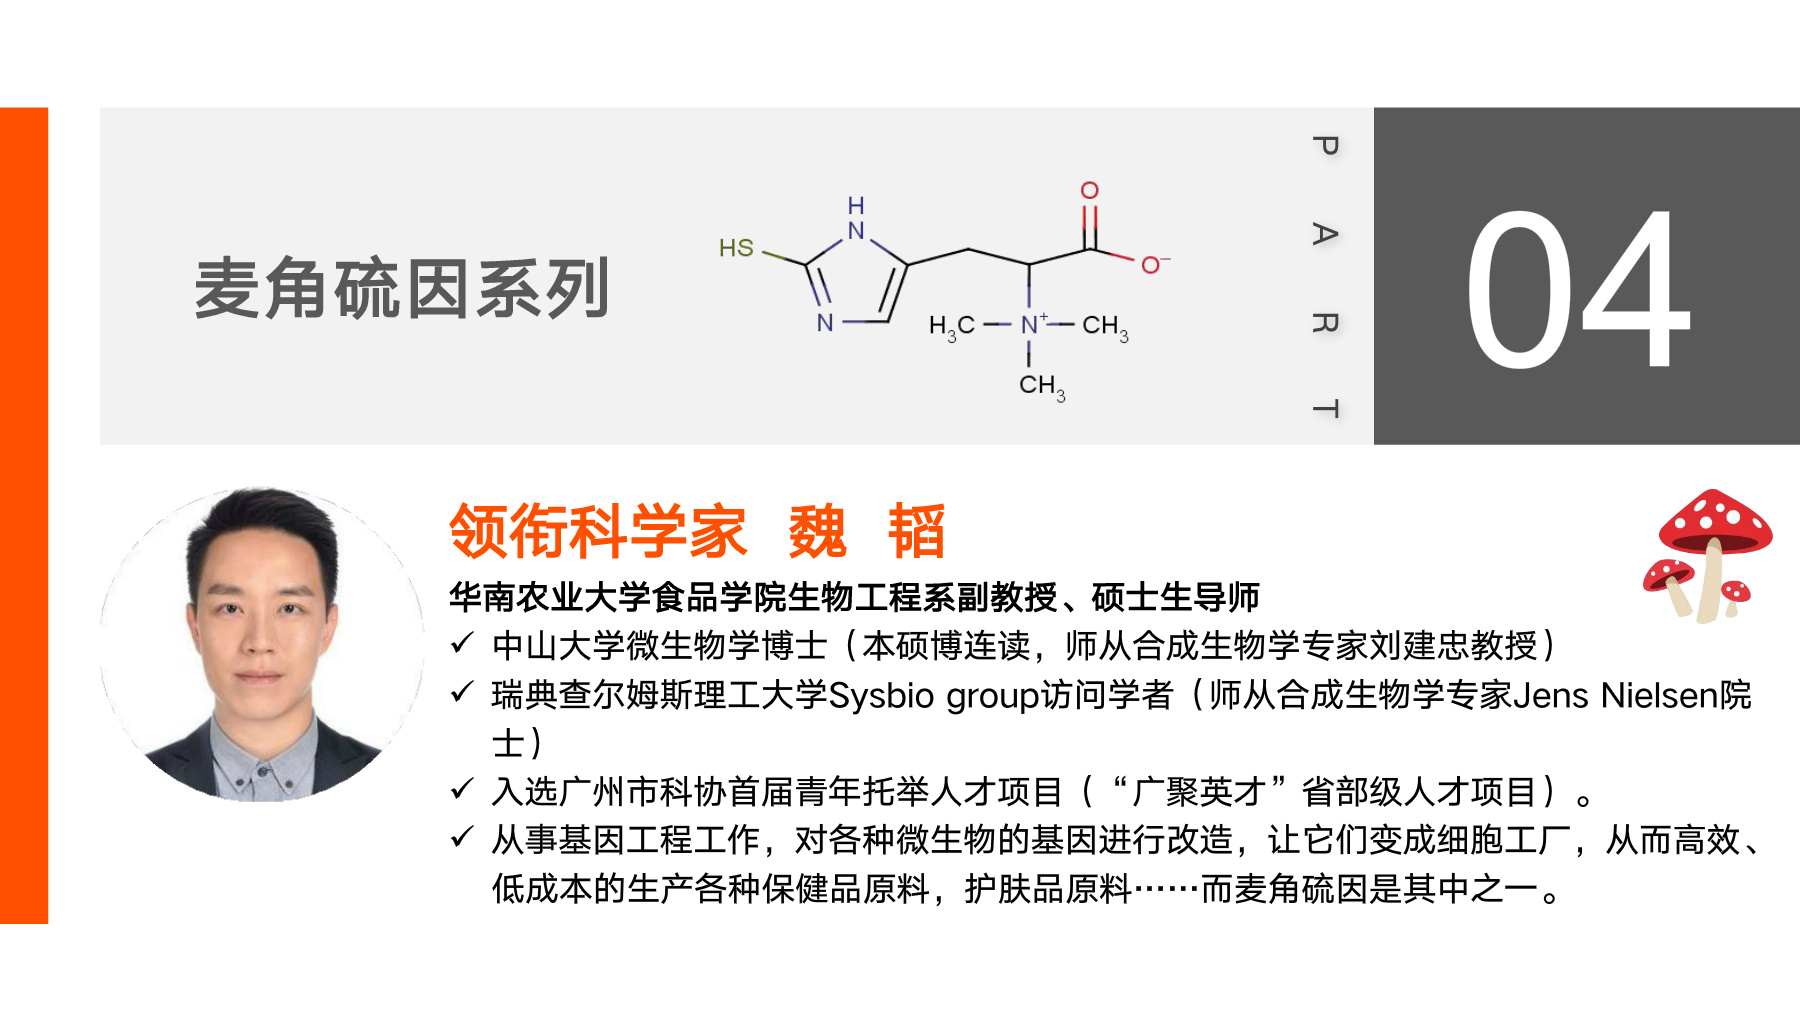 麦角硫因系列
HS
H
N
N
O
O−
H3C
N+
CH3
CH3
PART
04
领衔科学家 魏 韬
华南农业大学食品学院生物工程系副教授、硕士生导师
✓ 中山大学微生物学博士（本硕博连读，师从合成生物学专家刘建忠教授）
✓ 瑞典查尔姆斯理工大学Sysbio group访问学者（师从合成生物学专家Jens Nielsen院
士）
✓ 入选广州市科协首届青年托举人才项目（“广聚英才”省部级人才项目）。
✓ 从事基因工程工作，对各种微生物的基因进行改造，让它们变成细胞工厂，从而高效、
低成本的生产各种保健品原料，护肤品原料······而麦角硫因是其中之一。